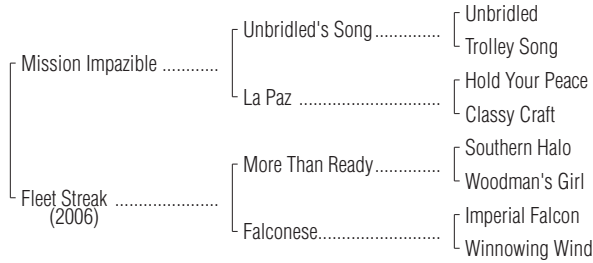 Unbridled
Unbridled's Song..............
Trolley Song
Mission Impazible ............
Hold Your Peace
La Paz ..............................
Classy Craft
Southern Halo
More Than Ready..............
Woodman's Girl
Fleet Streak ......................
(2006)
Imperial Falcon
Falconese..........................
Winnowing Wind